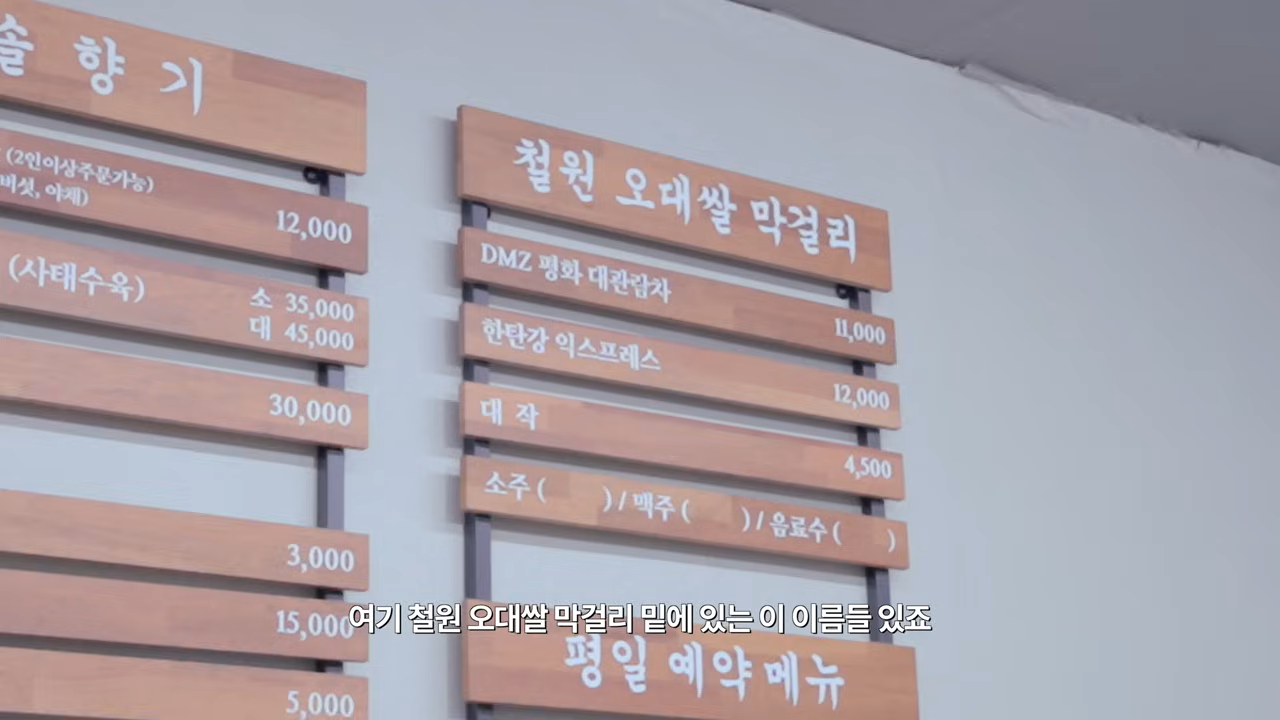 솔향기
(2인이상주문가능)
버섯, 야채)
12,000
(사태수육)
소 35,000
대 45,000
30,000
3,000
15,000
5,000
철원 오대쌀 막걸리
DMZ 평화 대관람차
11,000
한탄강 익스프레스
12,000
대 작
4,500
소주 ( ) / 맥주 ( ) / 음료수 ( )
평일 예약 메뉴
여기 철원 오대쌀 막걸리 밑에 있는 이 이름들 있죠